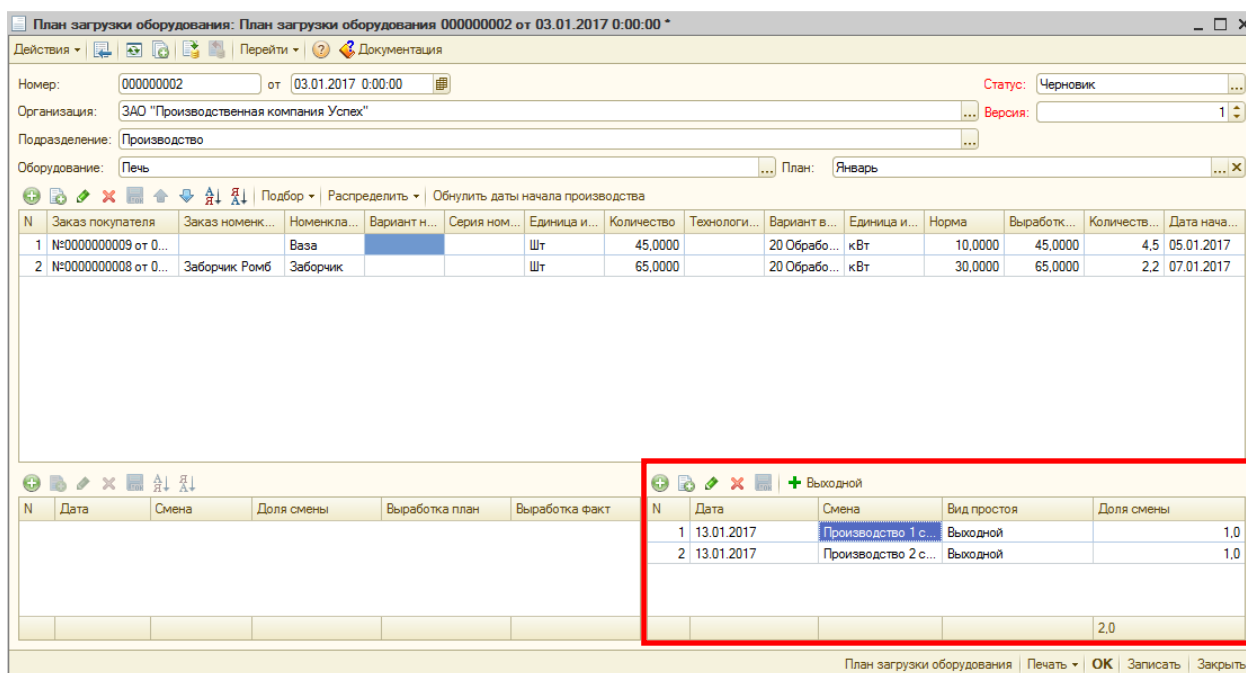 План загрузки оборудования: План загрузки оборудования 000000002 от 03.01.2017 0:00:00 *
Действия Перейти Документация
Номер: 000000002 от 03.01.2017 0:00:00 Статус: Черновик ...
Организация: ЗАО "Производственная компания Успех" ... Версия: 1
Подразделение: Производство ...
Оборудование: Печь ... План: Январь ... X
Подбор Распределить Обнулить даты начала производства
N Заказ покупателя Заказ номенк... Номенкла... Вариант н... Серия ном... Единица и... Количество Технологи... Вариант в... Единица и... Норма Выработк... Количеств... Дата нача...
1 №0000000009 от 0... Ваза Шт 45,0000 20 Обрабо... кВт 10,0000 45,0000 4,5 05.01.2017
2 №0000000008 от 0... Заборчик Ромб Заборчик Шт 65,0000 20 Обрабо... кВт 30,0000 65,0000 2,2 07.01.2017
Выходной
N Дата Смена Доля смены Выработка план Выработка факт N Дата Смена Вид простоя Доля смены
1 13.01.2017 Производство 1 с... Выходной 1,0
2 13.01.2017 Производство 2 с... Выходной 1,0
2,0
План загрузки оборудования Печать OK Записать Закрыть